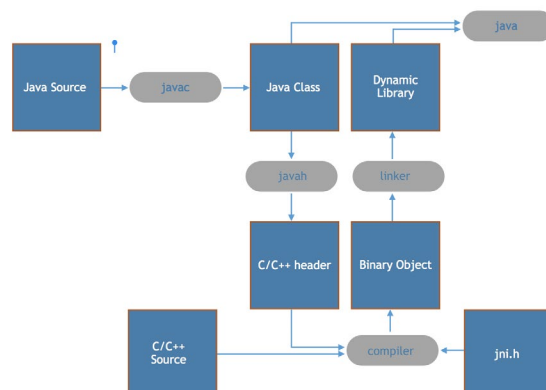 java
Java Source
javac
Java Class
Dynamic
Library
javah
linker
C/C++ header
Binary Object
C/C++
Source
compiler
jni.h